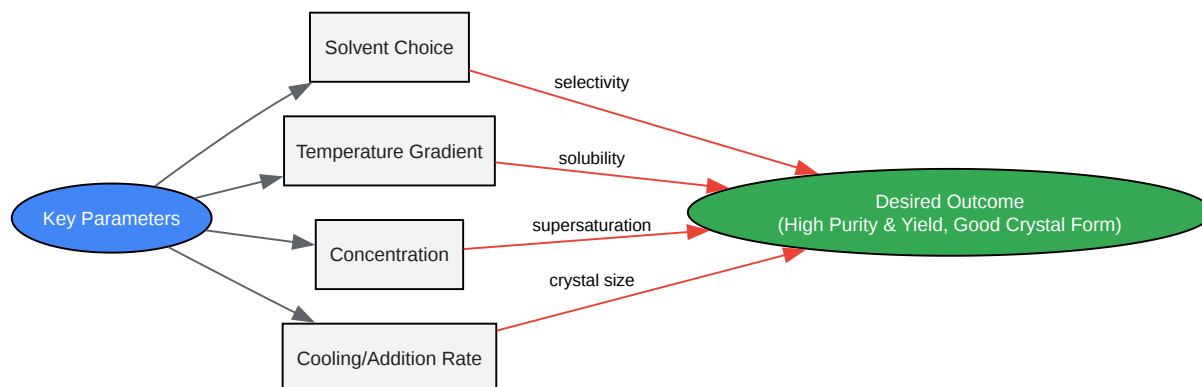 Solvent Choice
selectivity
Temperature Gradient
solubility
Key Parameters
Desired Outcome
(High Purity & Yield, Good Crystal Form)
supersaturation
Concentration
crystal size
Cooling/Addition Rate